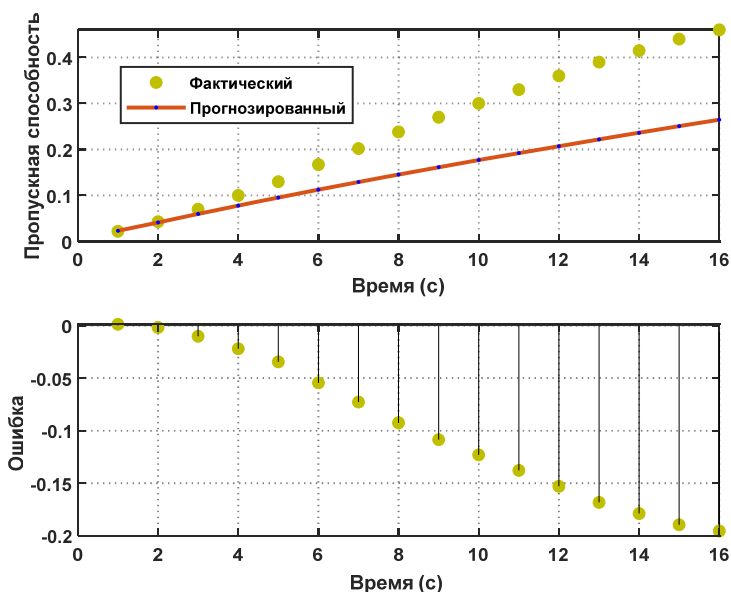 Пропускная способность
0.4
0.3
0.2
0.1
0
Фактический
Прогнозированный
0 2 4 6 8 10 12 14 16
Время (с)
Ошибка
0
-0.05
-0.1
-0.15
-0.2
0 2 4 6 8 10 12 14 16
Время (с)